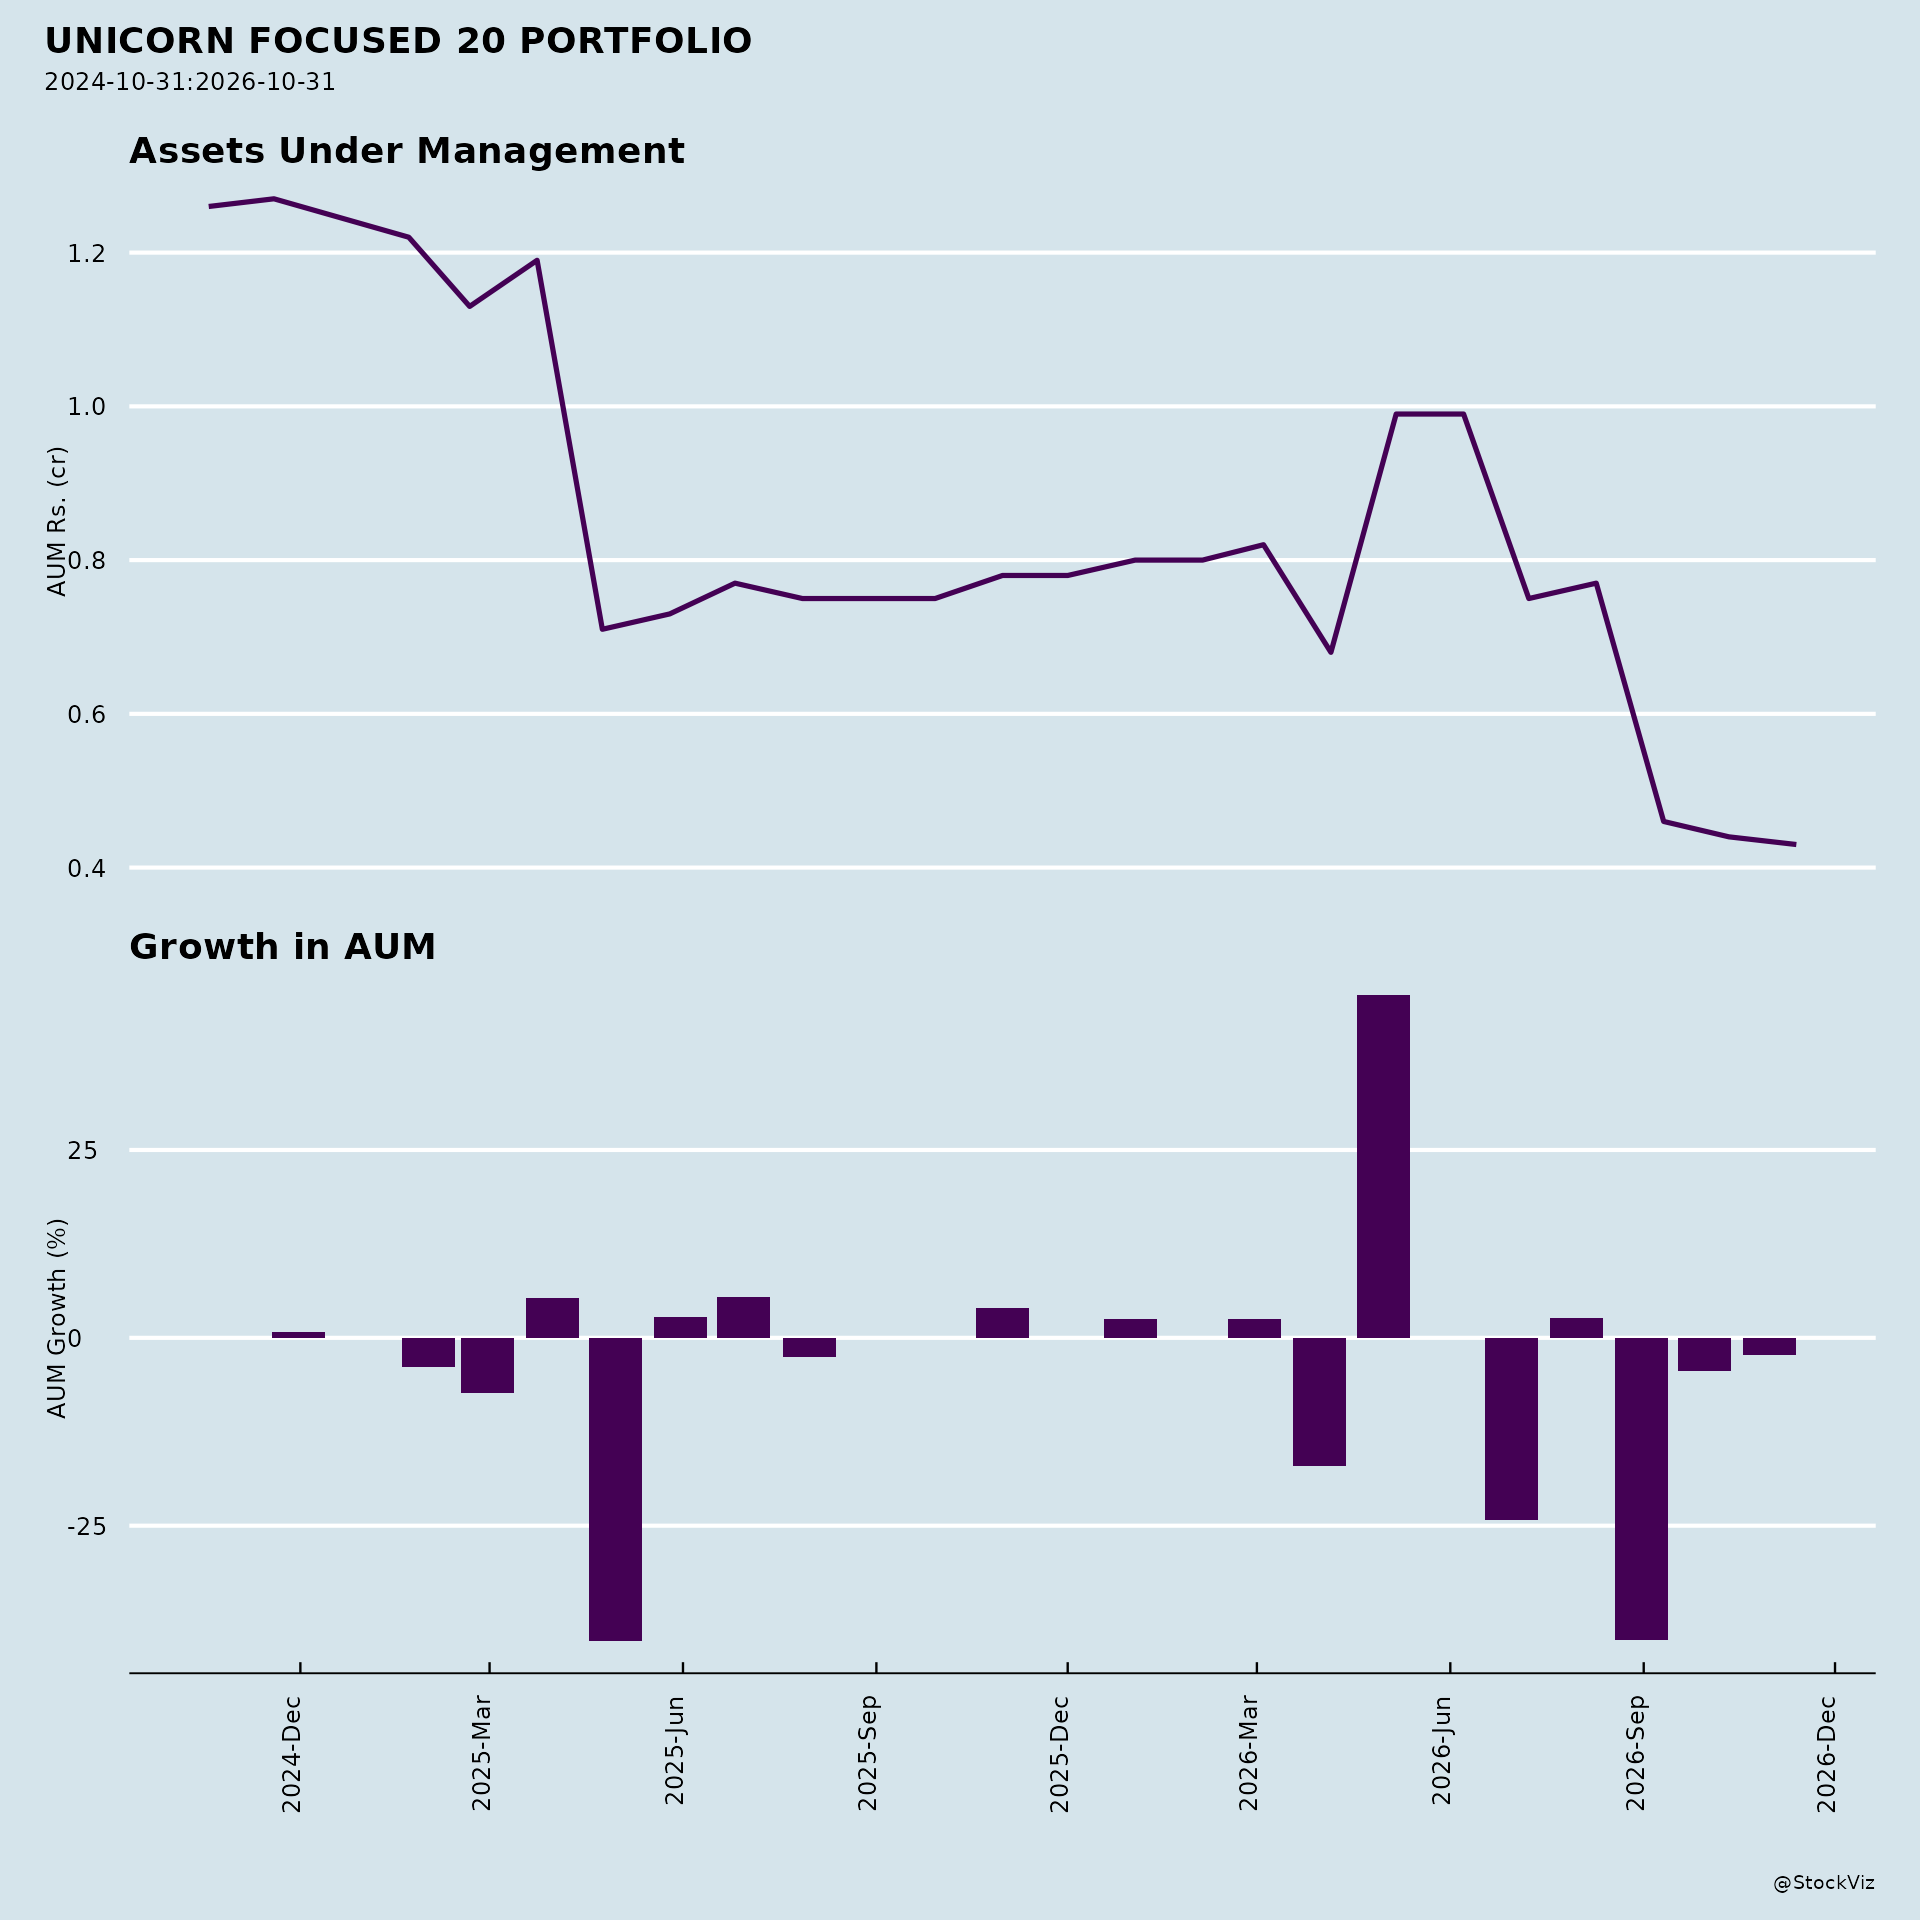 UNICORN FOCUSED 20 PORTFOLIO
2024-10-31:2026-10-31
Assets Under Management
AUM Rs. (cr)
1.2
1.0
0.8
0.6
0.4
Growth in AUM
AUM Growth (%)
25
0
-25
2024-Dec
2025-Mar
2025-Jun
2025-Sep
2025-Dec
2026-Mar
2026-Jun
2026-Sep
2026-Dec
@StockViz